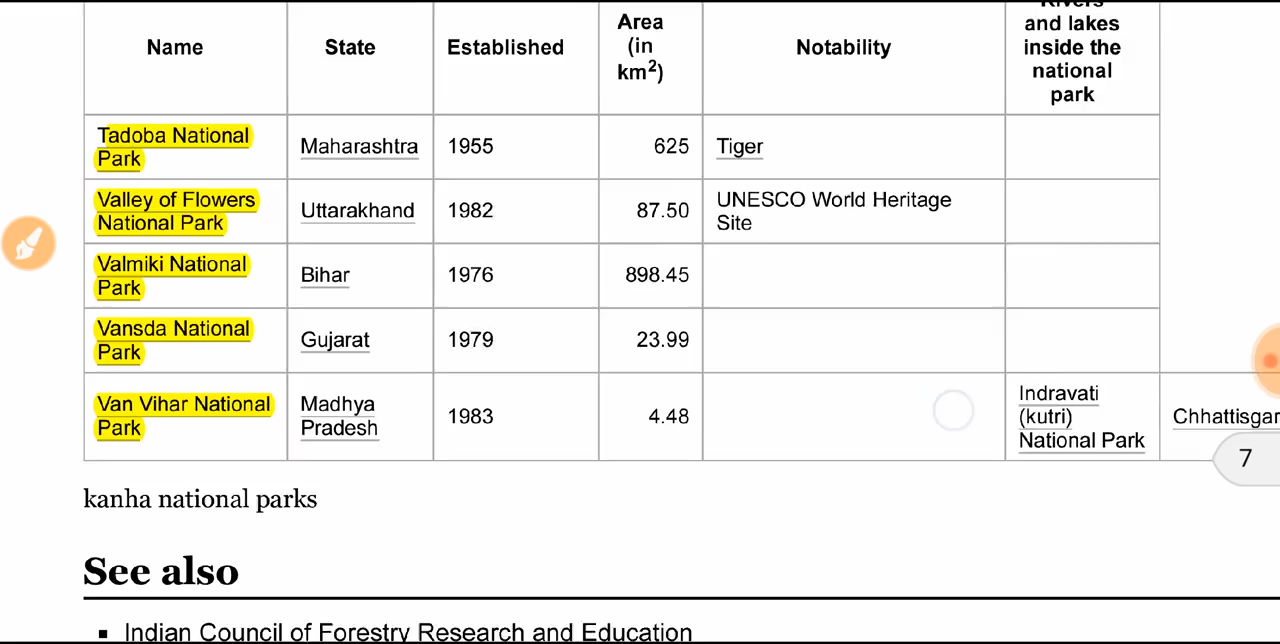 Name State Established Area (in km2) Notability Rivers and lakes inside the national park
Tadoba National Park Maharashtra 1955 625 Tiger
Valley of Flowers National Park Uttarakhand 1982 87.50 UNESCO World Heritage Site
Valmiki National Park Bihar 1976 898.45
Vansda National Park Gujarat 1979 23.99
Van Vihar National Park Madhya Pradesh 1983 4.48 Indravati (kutri) National Park Chhattisgar
7
kanha national parks
See also
▪ Indian Council of Forestry Research and Education